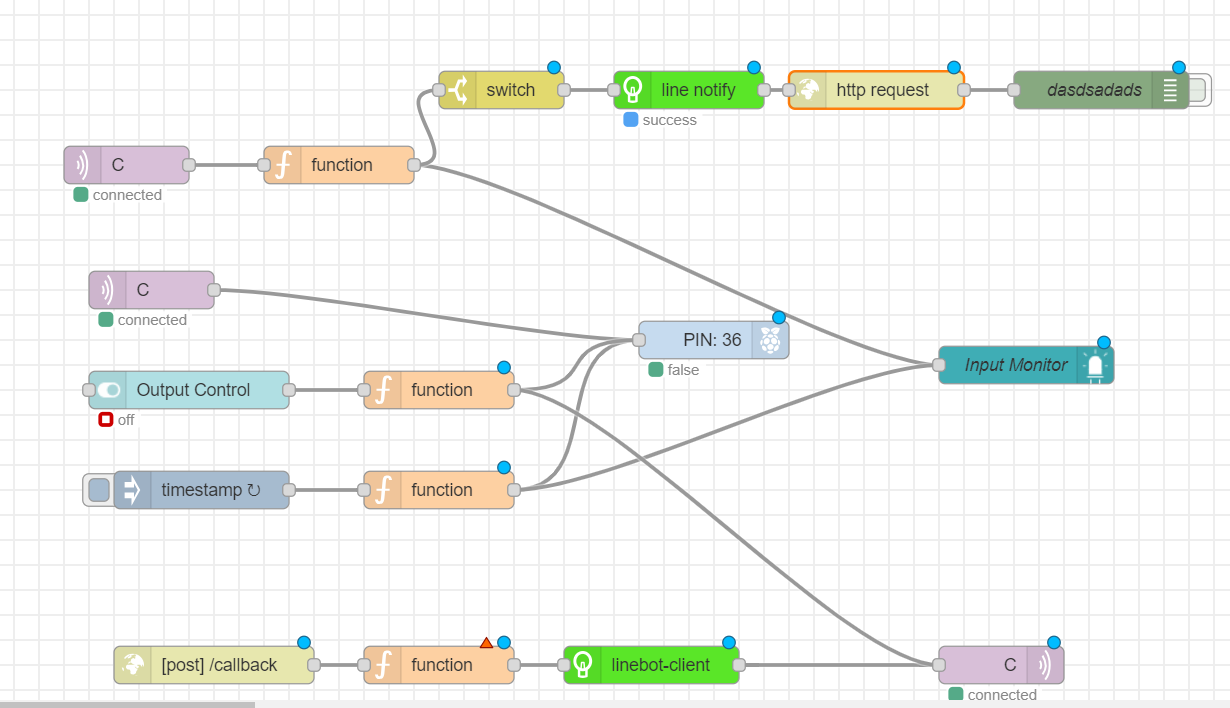 switch
line notify
http request
dasdsadads
success
C
function
connected
C
connected
PIN: 36
false
Input Monitor
Output Control
function
off
timestamp ↻
function
[post] /callback
function
linebot-client
C
connected